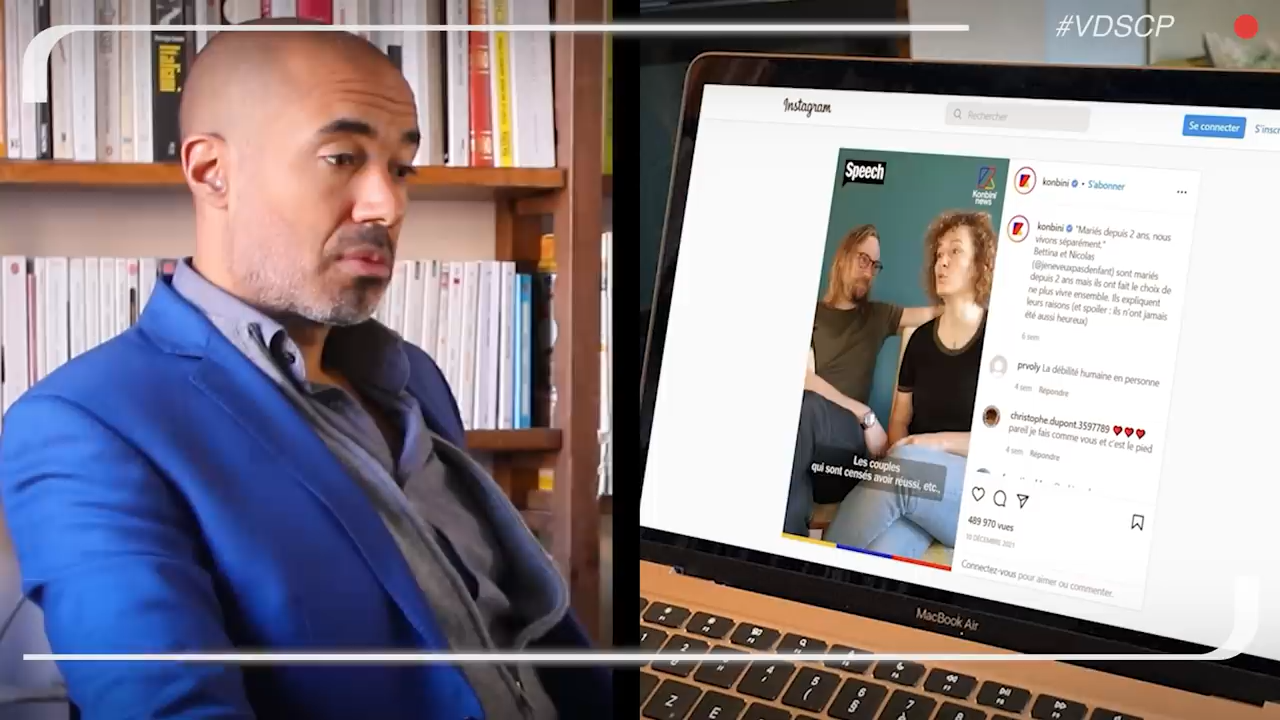 #VDSCP
Italian.
Instagram
Rechercher
Se connecter
Speech
Konbini
news
Les couples
qui sont censés avoir réussi, etc.,
konbini • S'abonner
konbini "Mariés depuis 2 ans, nous
vivons séparément."
Bettina et Nicolas
(@jeneveuxpasdenfant) sont mariés
depuis 2 ans mais ils ont fait le choix de
ne plus vivre ensemble. Ils expliquent
leurs raisons (et spoiler : ils n'ont jamais
été aussi heureux)
6 sem
prvoly La débilité humaine en personne
4 sem Répondre
christophe.dupont.3597789 ❤❤❤
pareil je fais comme vous et c'est le pied
4 sem Répondre
489 970 vues
10 DÉCEMBRE 2021
Connectez-vous pour aimer ou commenter.
MacBook Air
Z E